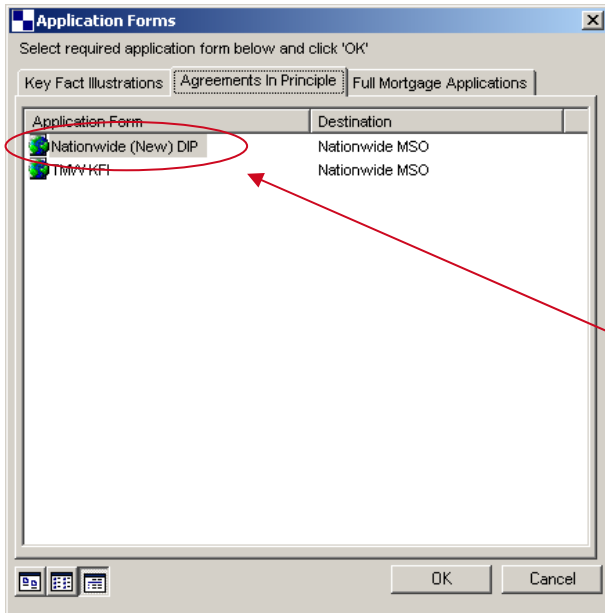 Application Forms
Select required application form below and click 'OK'
Key Fact Illustrations Agreements In Principle Full Mortgage Applications
Application Form Destination
Nationwide (New) DIP Nationwide MSO
TMW KFI Nationwide MSO
OK Cancel